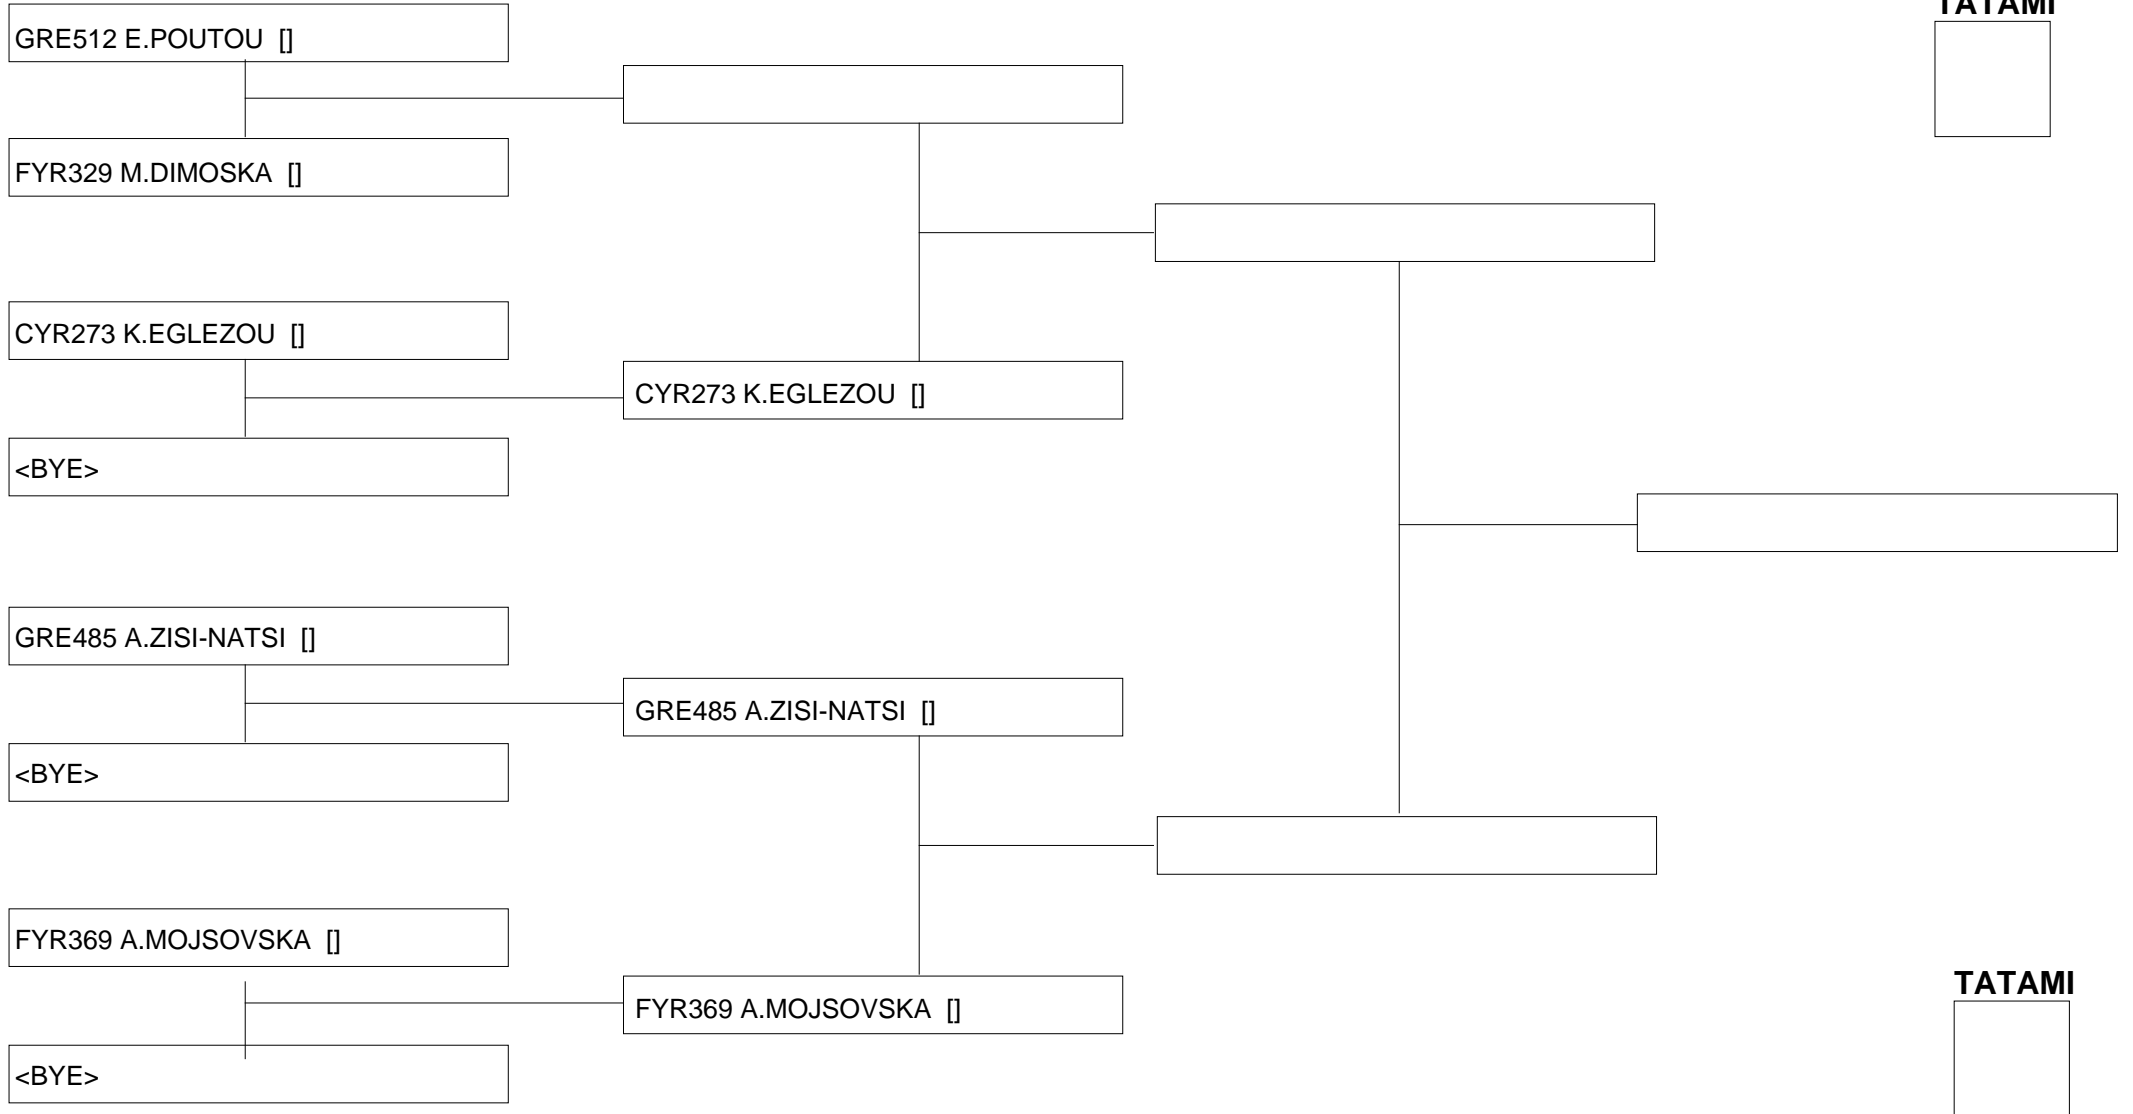 TATAMI
GRE512 E.POUTOU []
FYR329 M.DIMOSKA []
CYR273 K.EGLEZOU []
CYR273 K.EGLEZOU []
<BYE>
GRE485 A.ZISI-NATSI []
GRE485 A.ZISI-NATSI []
<BYE>
FYR369 A.MOJSOVSKA []
TATAMI
FYR369 A.MOJSOVSKA []
<BYE>